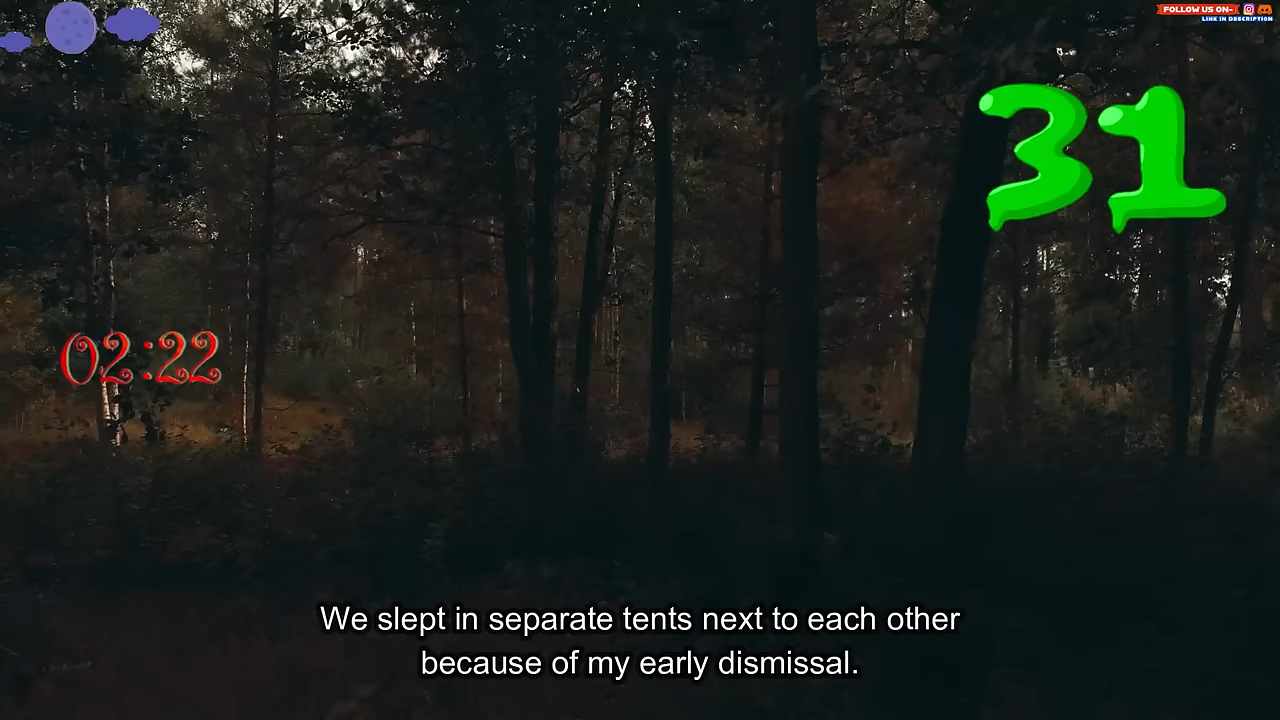 FOLLOW US ON-
LINK IN DESCRIPTION
31
02:22
We slept in separate tents next to each other
because of my early dismissal.